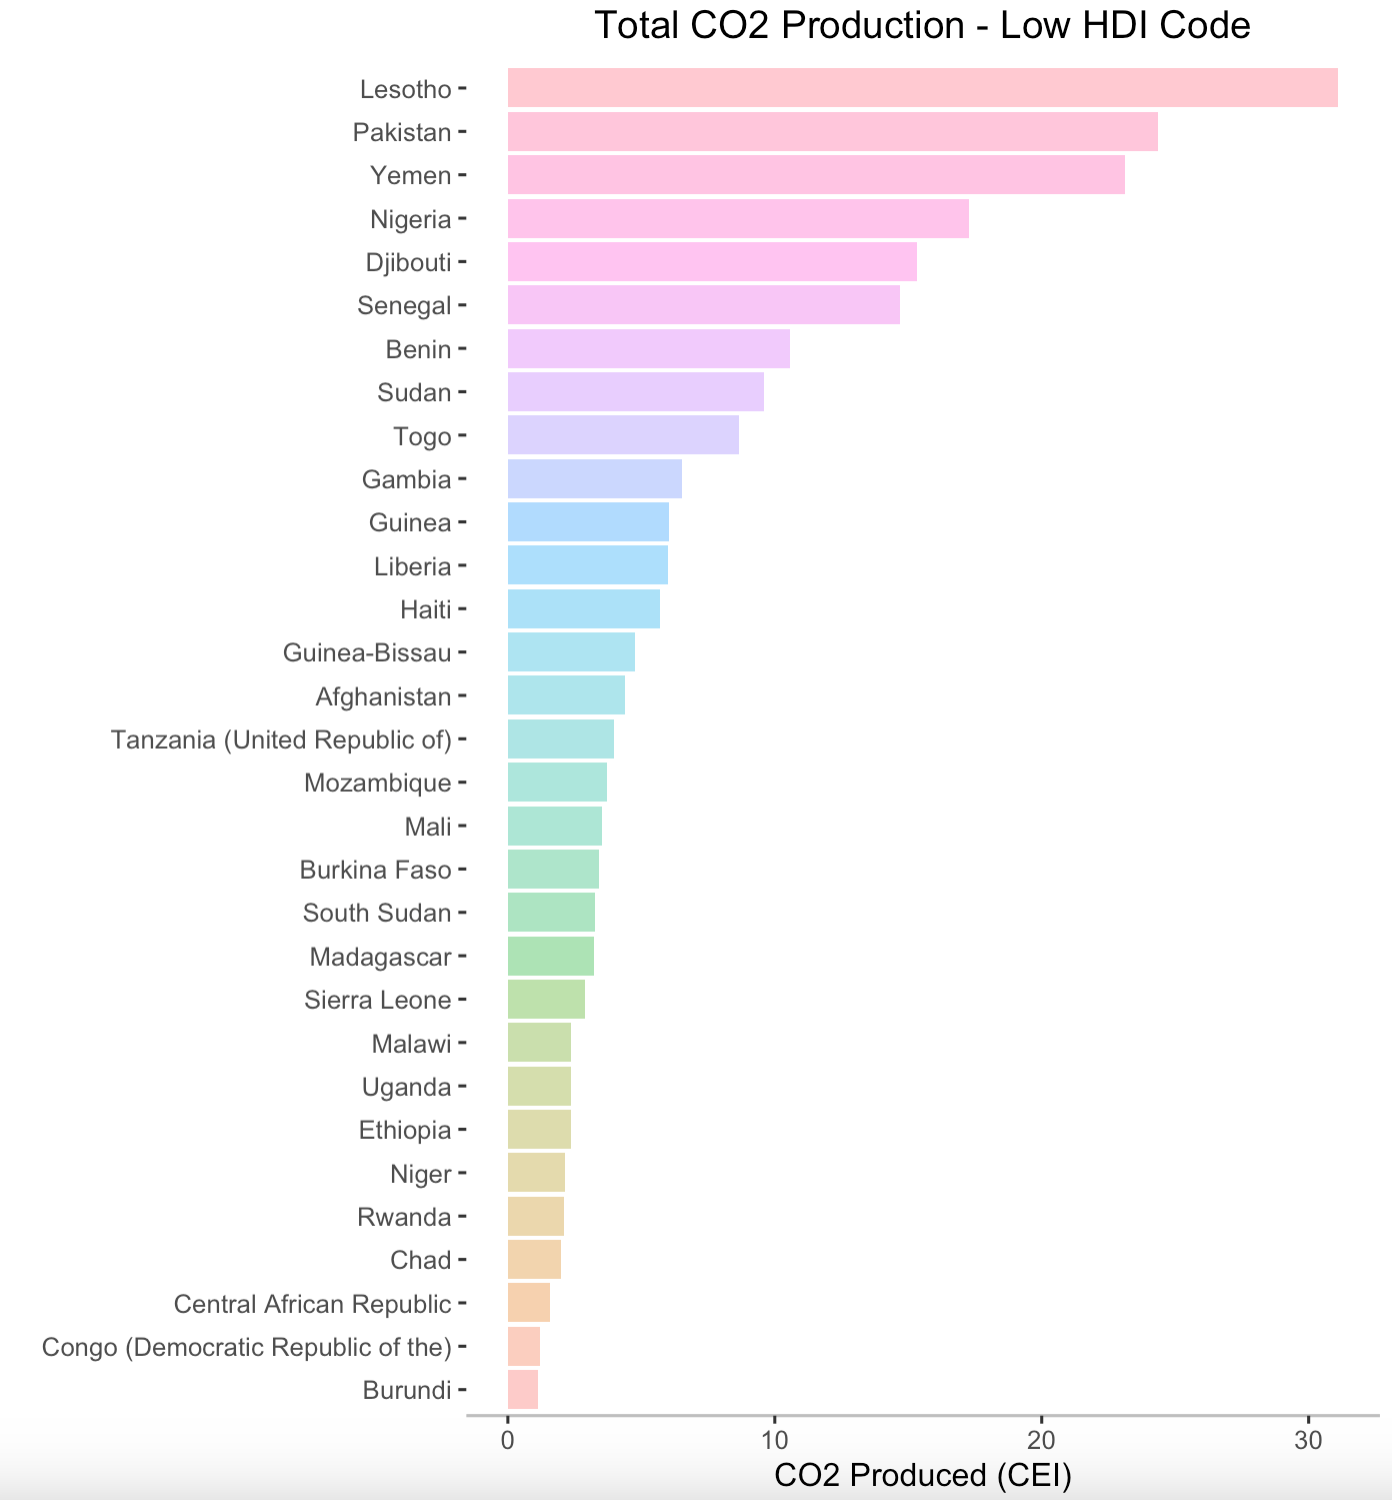 Total CO2 Production - Low HDI Code
Lesotho
Pakistan
Yemen
Nigeria
Djibouti
Senegal
Benin
Sudan
Togo
Gambia
Guinea
Liberia
Haiti
Guinea-Bissau
Afghanistan
Tanzania (United Republic of)
Mozambique
Mali
Burkina Faso
South Sudan
Madagascar
Sierra Leone
Malawi
Uganda
Ethiopia
Niger
Rwanda
Chad
Central African Republic
Congo (Democratic Republic of the)
Burundi
0 10 20 30
CO2 Produced (CEI)